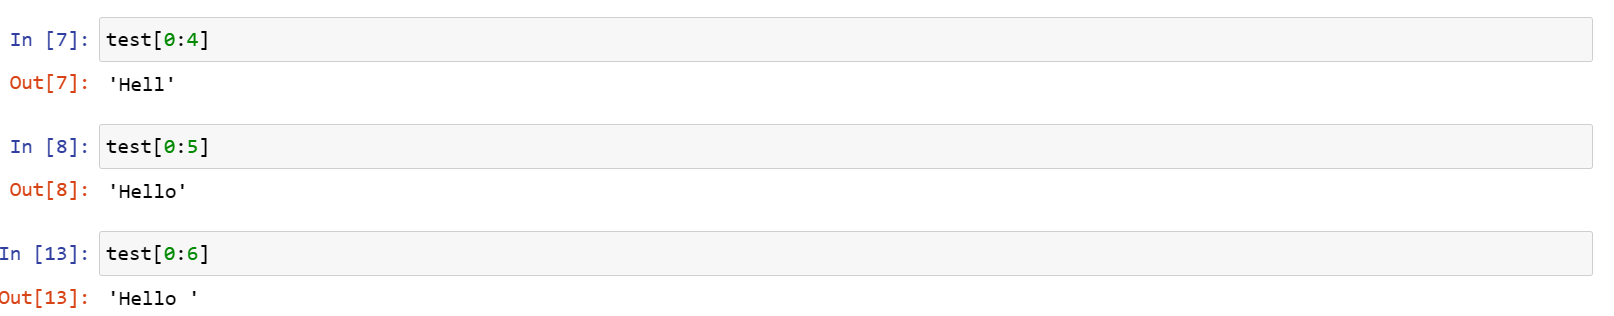 In [7]: test[0:4]
Out[7]: 'Hell'
In [8]: test[0:5]
Out[8]: 'Hello'
In [13]: test[0:6]
Out[13]: 'Hello '